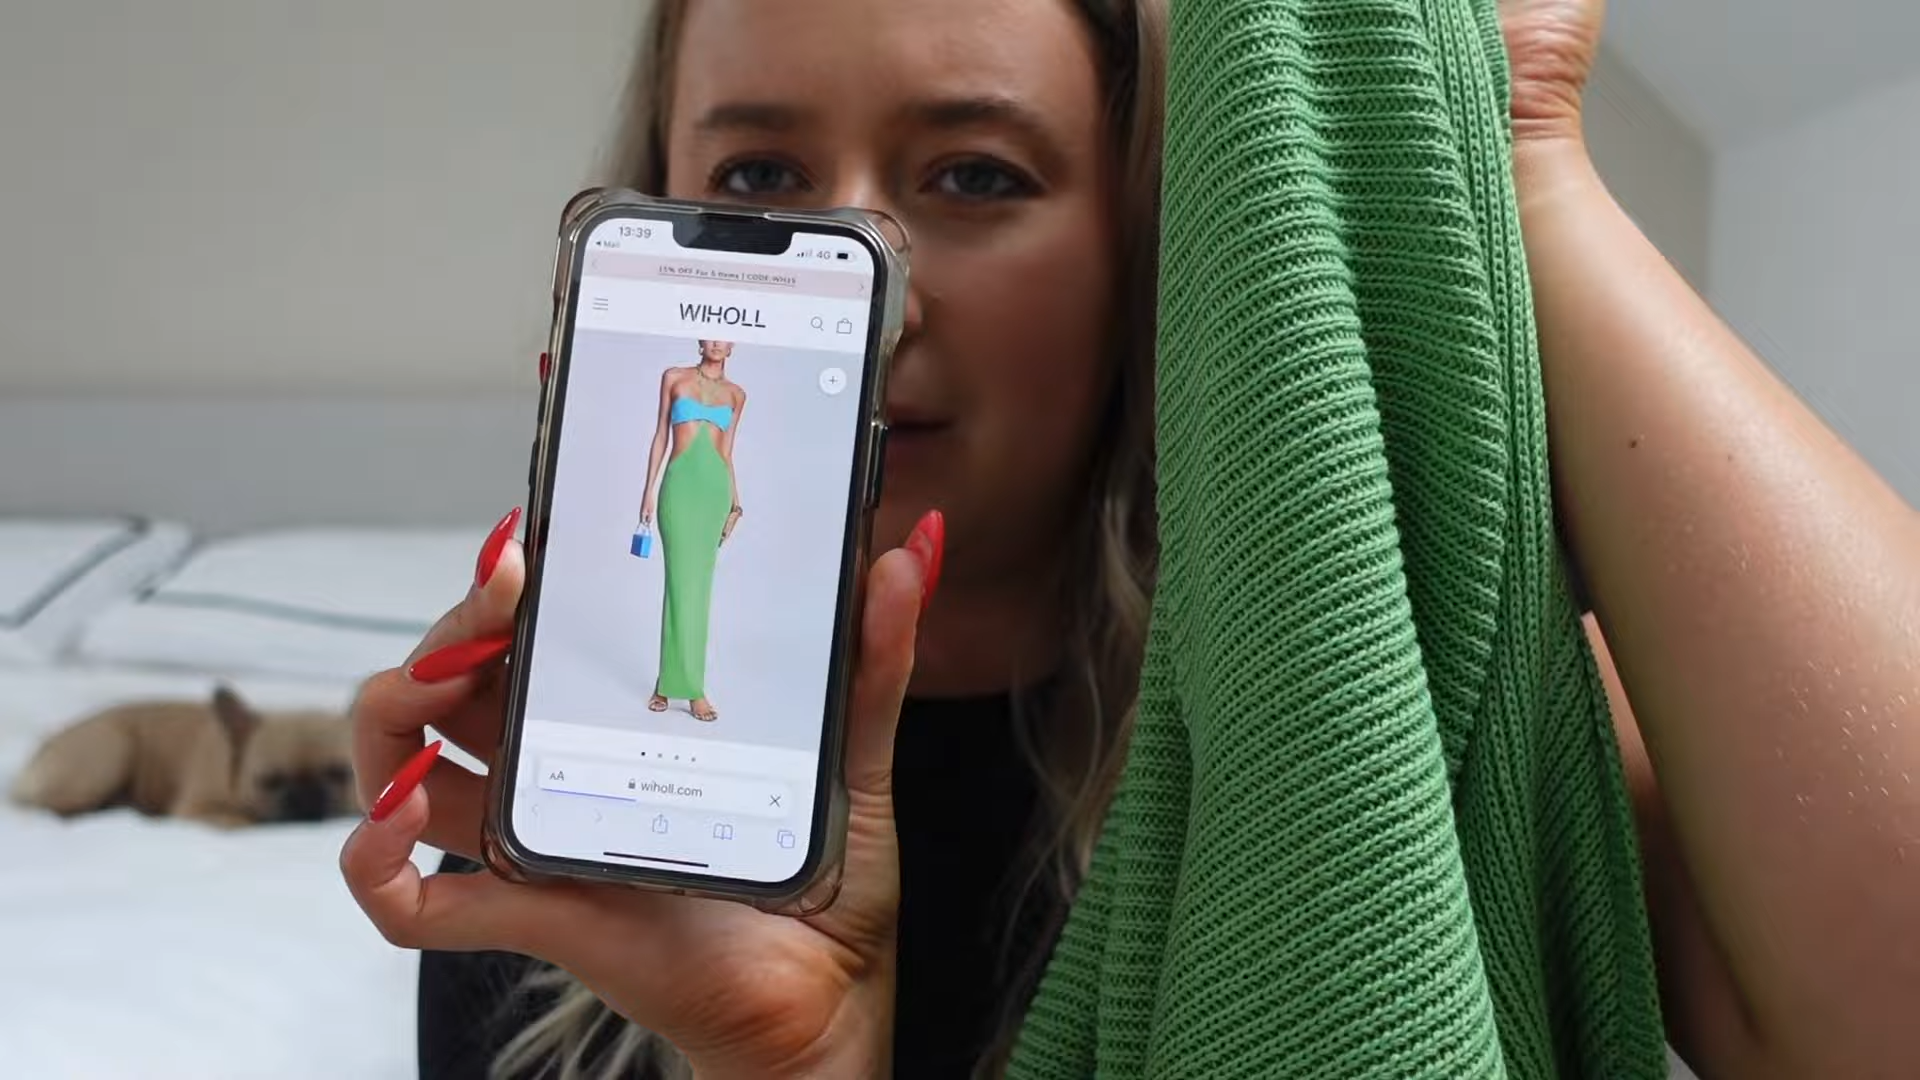 13:39
◀ Mail
4G
15% OFF For 5 Items | CODE:WH15
WIHOLL
AA
wiholl.com